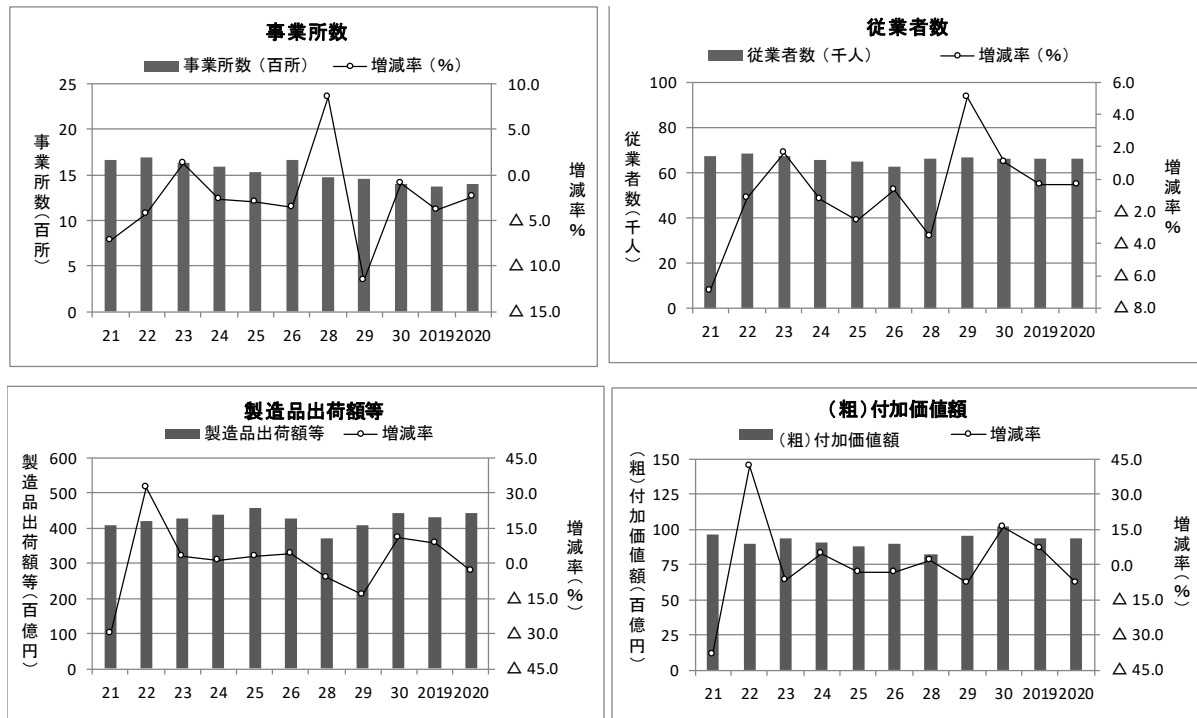 事業所数
事業所数（百所）　増減率（%）
25
20
15
10
5
0
事業所数（百所）
10.0
5.0
0.0
△ 5.0
△ 10.0
△ 15.0
増減率%
21 22 23 24 25 26 28 29 30 2019 2020
従業者数
従業者数（千人）　増減率（%）
100
80
60
40
20
0
従業者数（千人）
6.0
4.0
2.0
0.0
△ 2.0
△ 4.0
△ 6.0
△ 8.0
増減率%
21 22 23 24 25 26 28 29 30 2019 2020
製造品出荷額等
製造品出荷額等　増減率
600
500
400
300
200
100
0
製造品出荷額等（百億円）
45.0
30.0
15.0
0.0
△ 15.0
△ 30.0
△ 45.0
増減率（%）
21 22 23 24 25 26 28 29 30 2019 2020
（粗）付加価値額
（粗）付加価値額　増減率
150
125
100
75
50
25
0
（粗）付加価値額（百億円）
45.0
30.0
15.0
0.0
△ 15.0
△ 30.0
△ 45.0
増減率（%）
21 22 23 24 25 26 28 29 30 2019 2020